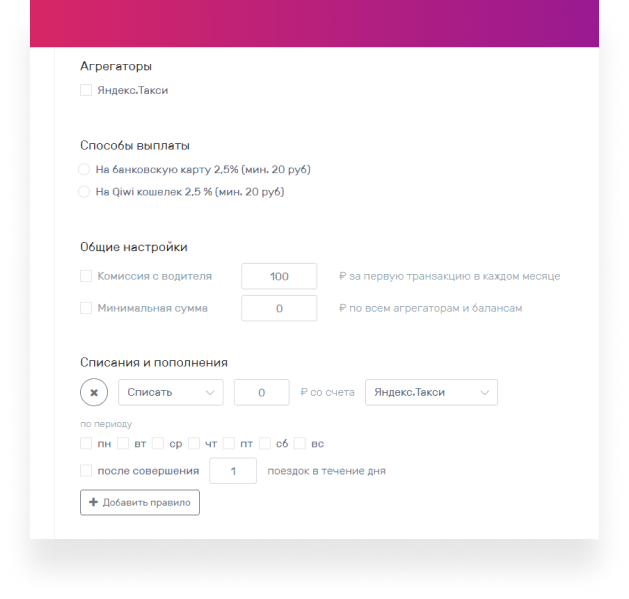 Агрегаторы
Яндекс.Такси
Способы выплаты
На банковскую карту 2,5% (мин. 20 руб)
На Qiwi кошелек 2,5 % (мин. 20 руб)
Общие настройки
Комиссия с водителя 100 ₽ за первую транзакцию в каждом месяце
Минимальная сумма 0 ₽ по всем агрегаторам и балансам
Списания и пополнения
Списать 0 ₽ со счета Яндекс.Такси
по периоду
пн вт ср чт пт сб вс
после совершения 1 поездок в течение дня
Добавить правило